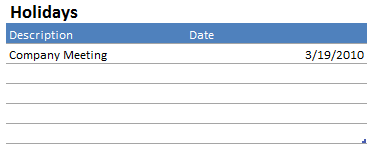 Holidays
Description Date
Company Meeting 3/19/2010